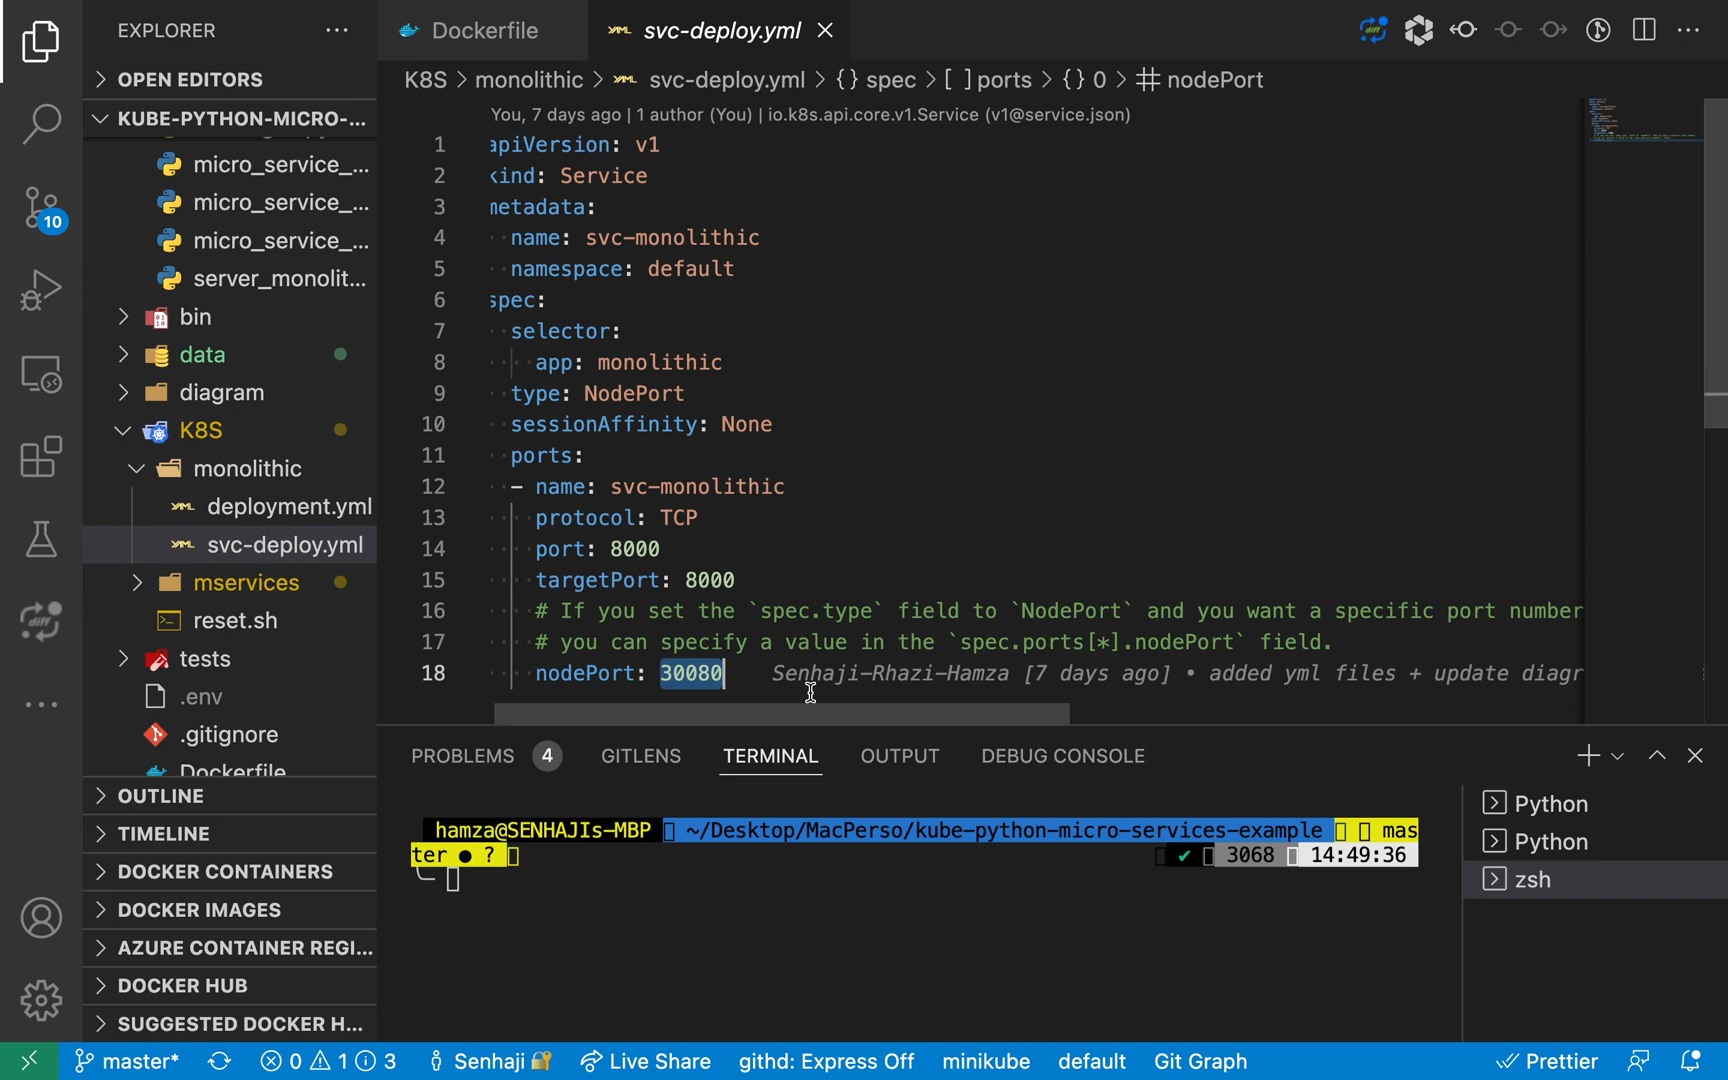 EXPLORER
OPEN EDITORS
KUBE-PYTHON-MICRO-...
micro_service_...
micro_service_...
micro_service_...
server_monolit...
bin
data
diagram
K8S
monolithic
deployment.yml
svc-deploy.yml
mservices
reset.sh
tests
.env
.gitignore
Dockerfile
OUTLINE
TIMELINE
DOCKER CONTAINERS
DOCKER IMAGES
AZURE CONTAINER REGI...
DOCKER HUB
SUGGESTED DOCKER H...
10
Dockerfile
svc-deploy.yml
K8S > monolithic > svc-deploy.yml > {} spec > [ ] ports > {} 0 > nodePort
You, 7 days ago | 1 author (You) | io.k8s.api.core.v1.Service (v1@service.json)
1 apiVersion: v1
2 kind: Service
3 metadata:
4 name: svc-monolithic
5 namespace: default
6 spec:
7 selector:
8 app: monolithic
9 type: NodePort
10 sessionAffinity: None
11 ports:
12 - name: svc-monolithic
13 protocol: TCP
14 port: 8000
15 targetPort: 8000
16 # If you set the `spec.type` field to `NodePort` and you want a specific port number
17 # you can specify a value in the `spec.ports[*].nodePort` field.
18 nodePort: 30080 Senhaji-Rhazi-Hamza [7 days ago] • added yml files + update diagr
PROBLEMS 4 GITLENS TERMINAL OUTPUT DEBUG CONSOLE
hamza@SENHAJIs-MBP ~/Desktop/MacPerso/kube-python-micro-services-example mas
ter ● ? ✔ 3068 14:49:36
Python
Python
zsh
master* 0 1 3 Senhaji Live Share githd: Express Off minikube default Git Graph Prettier